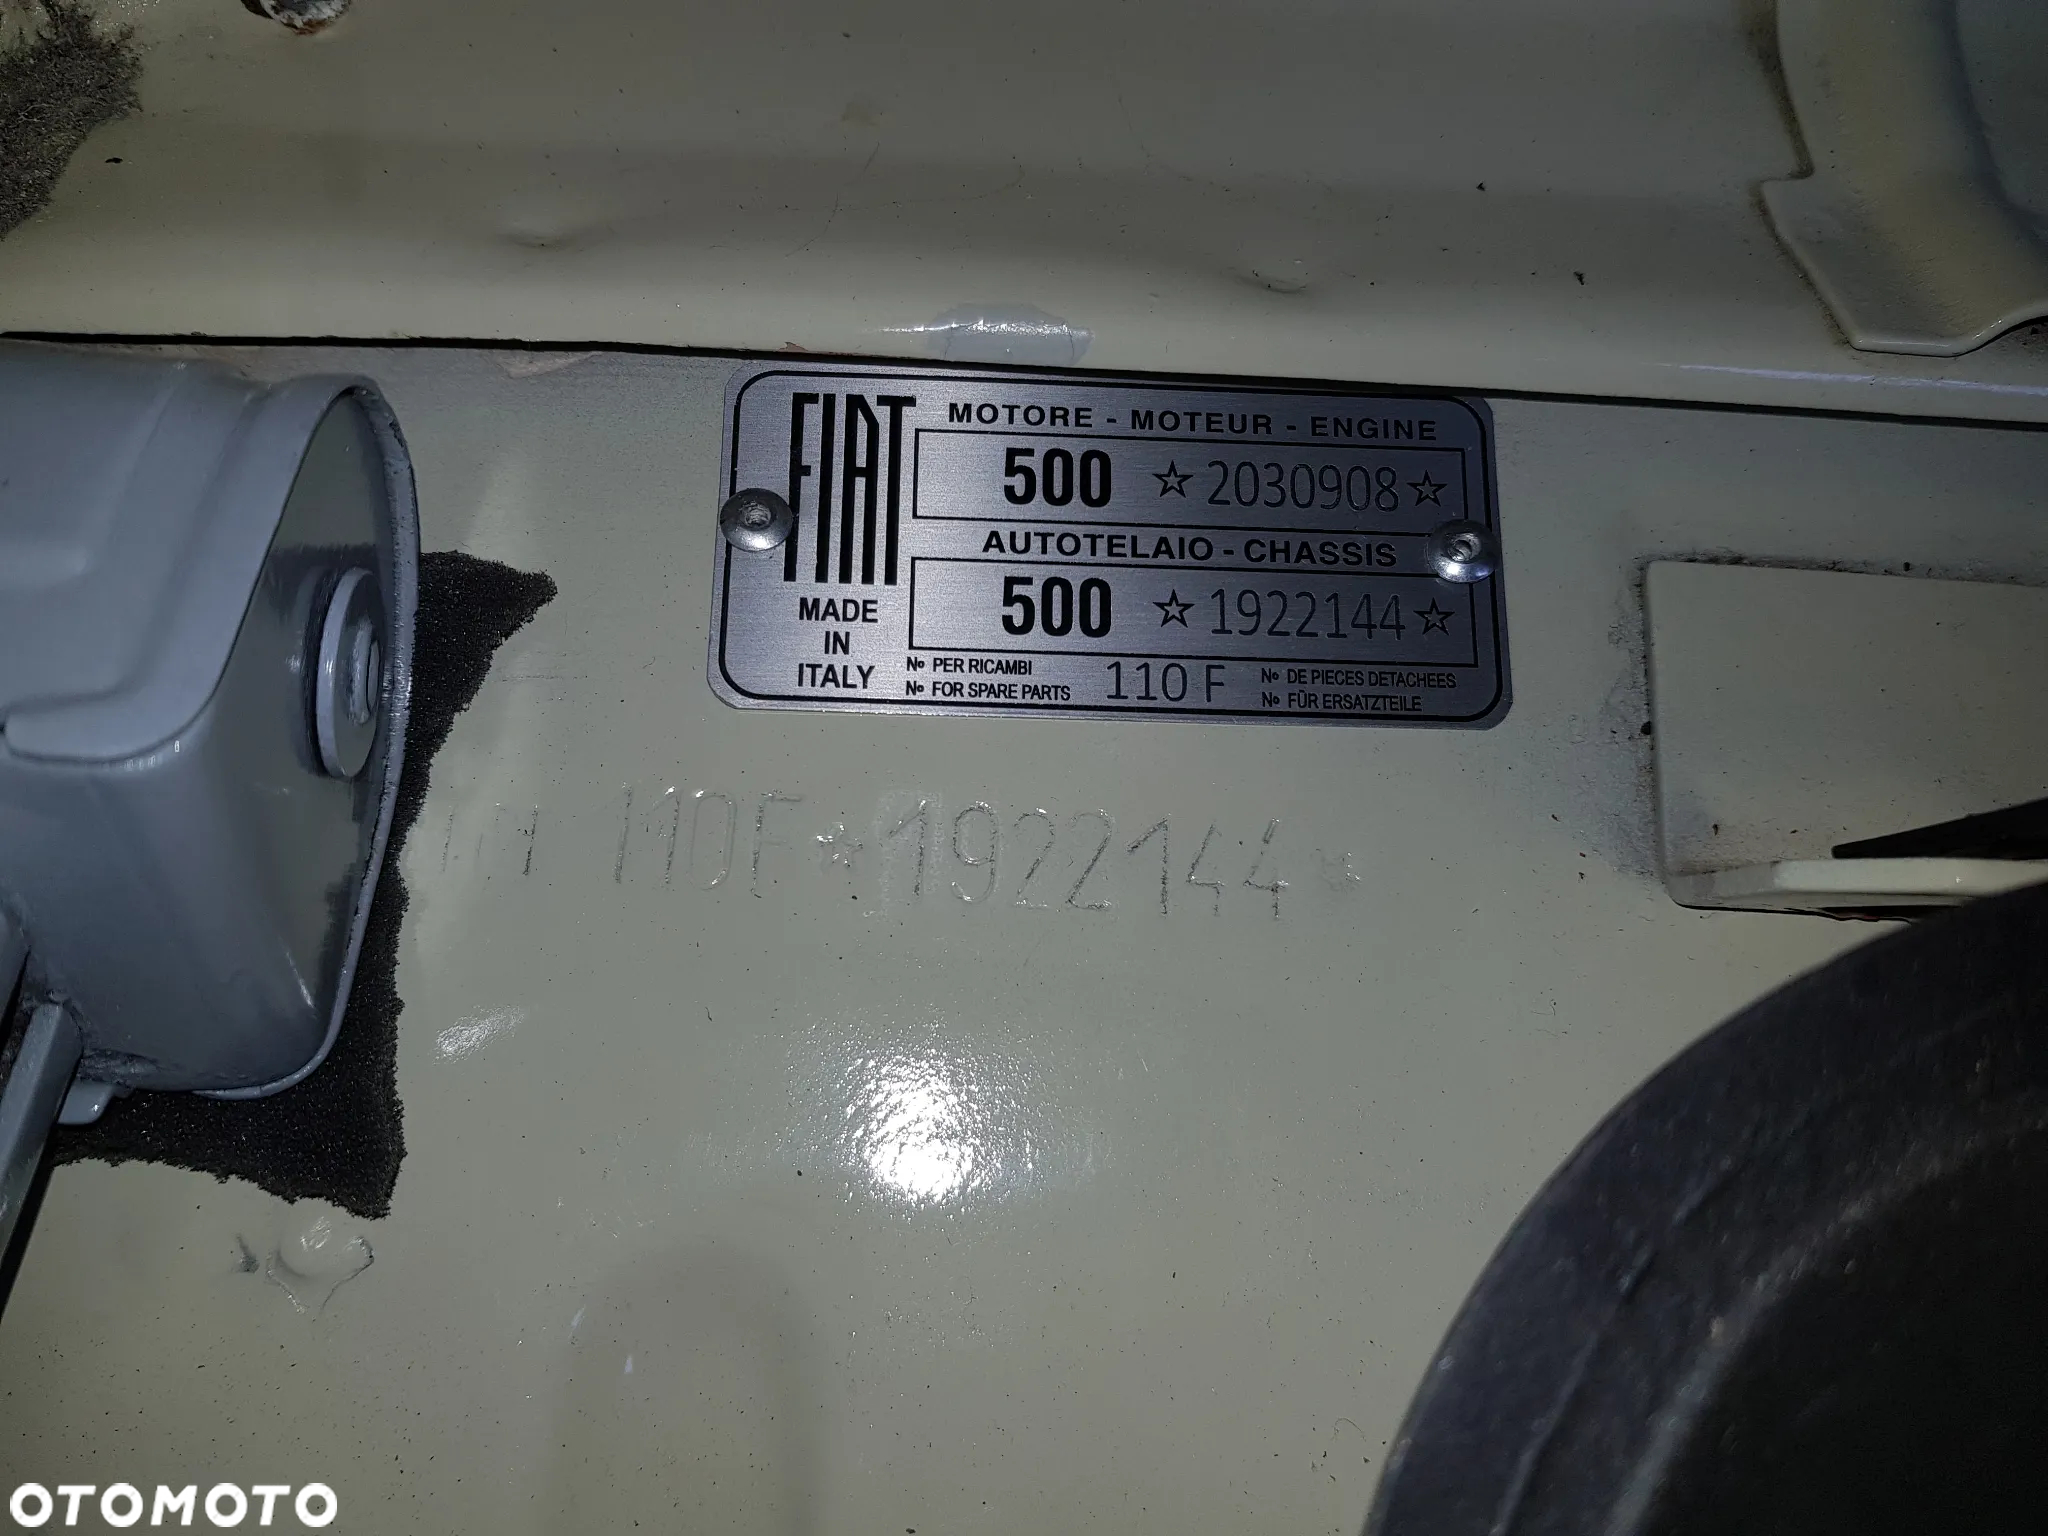 FIAT
MADE
IN
ITALY
MOTORE - MOTEUR - ENGINE
500 ☆ 2030908 ☆
AUTOTELAIO - CHASSIS
500 ☆ 1922144 ☆
Nº PER RICAMBI
Nº FOR SPARE PARTS
110 F
Nº DE PIECES DETACHEES
Nº FÜR ERSATZTEILE
110F ☆ 1922144 ☆
OTOMOTO